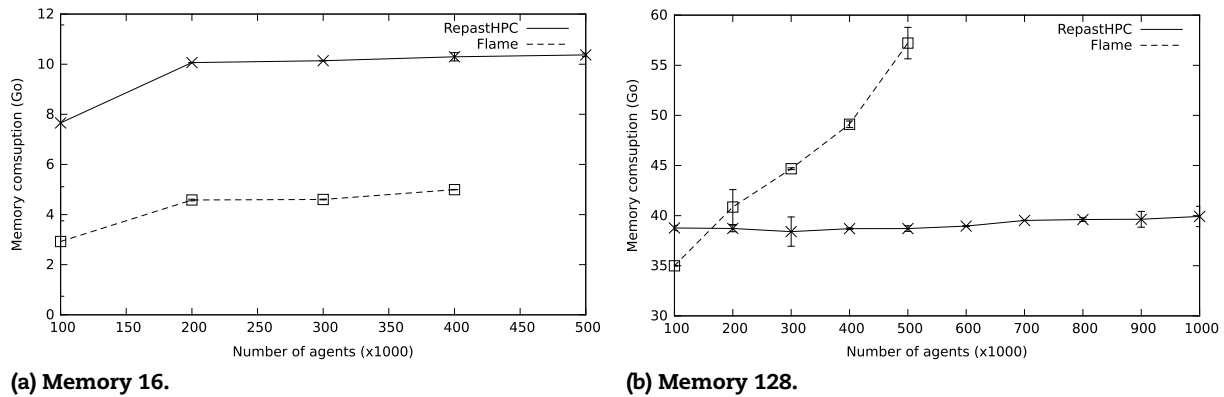 12
10
8
6
4
2
0
Memory comsuption (Go)
RepastHPC
Flame
100 150 200 250 300 350 400 450 500
Number of agents (x1000)
(a) Memory 16.
60
55
50
45
40
35
30
Memory comsuption (Go)
RepastHPC
Flame
100 200 300 400 500 600 700 800 900 1000
Number of agents (x1000)
(b) Memory 128.